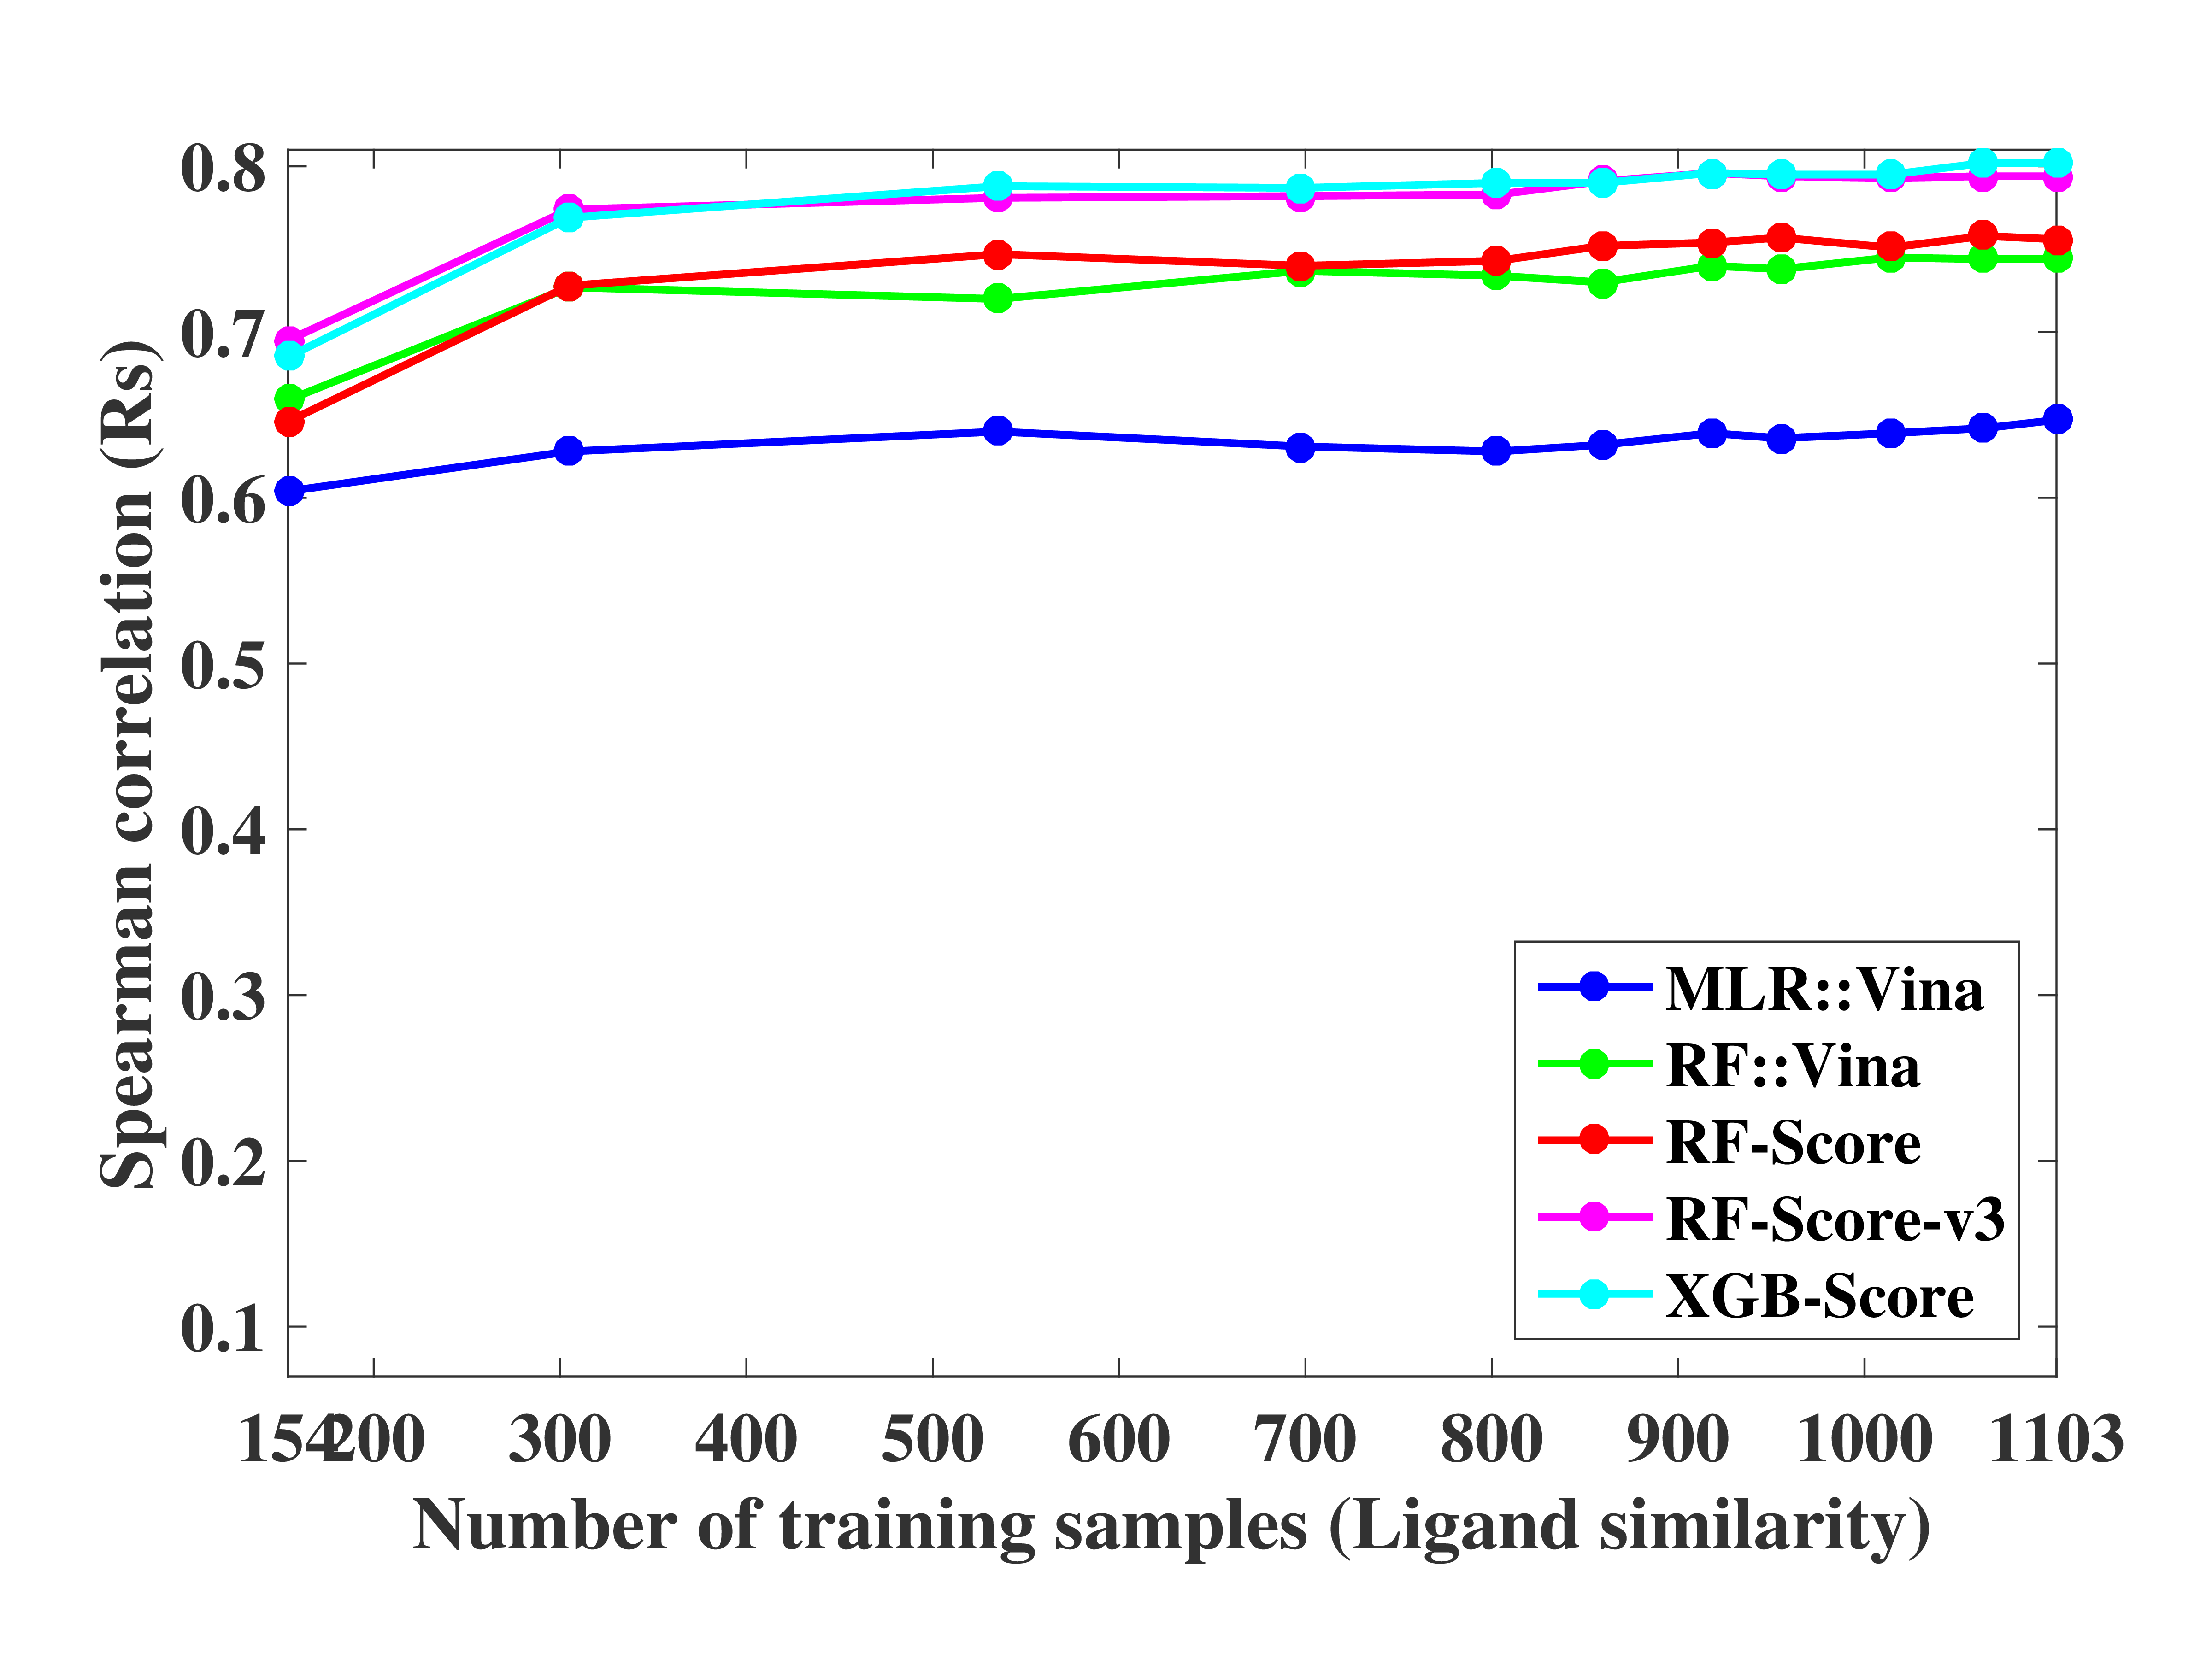 Spearman correlation (Rs)
0.8
0.7
0.6
0.5
0.4
0.3
0.2
0.1
MLR::Vina
RF::Vina
RF-Score
RF-Score-v3
XGB-Score
154 200 300 400 500 600 700 800 900 1000 1103
Number of training samples (Ligand similarity)